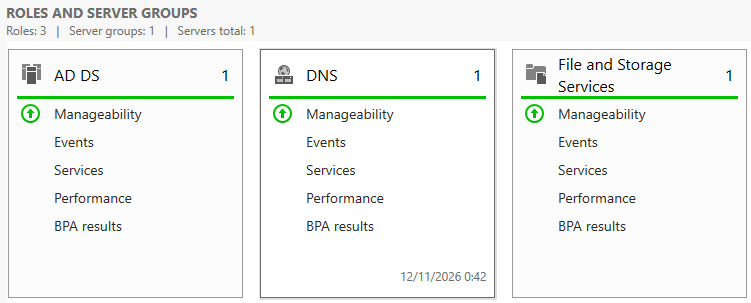 ROLES AND SERVER GROUPS
Roles: 3 | Server groups: 1 | Servers total: 1
AD DS 1
Manageability
Events
Services
Performance
BPA results
DNS 1
Manageability
Events
Services
Performance
BPA results
12/11/2026 0:42
File and Storage
Services 1
Manageability
Events
Services
Performance
BPA results